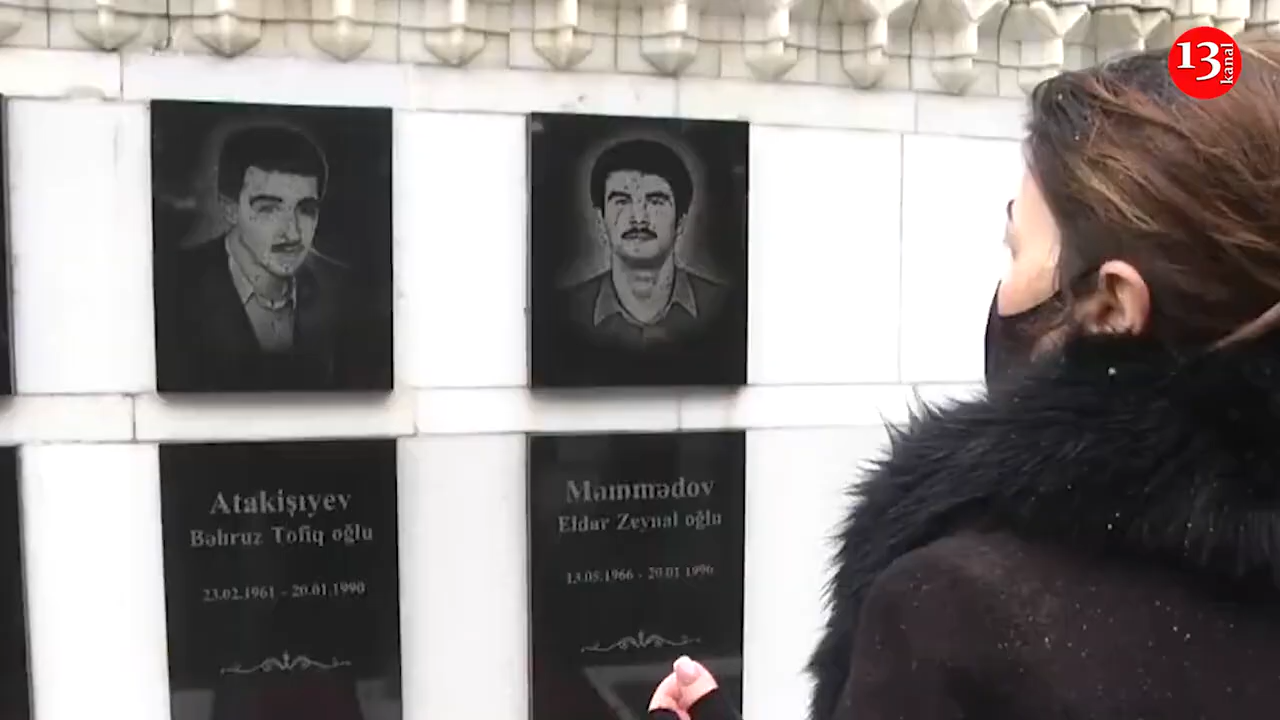 13
kanal
Atakişıyev
Bəhruz Tofiq oğlu
23.02.1961 - 20.01.1990
Məmmədov
Eldar Zeynal oğlu
13.05.1966 - 20.01 1990